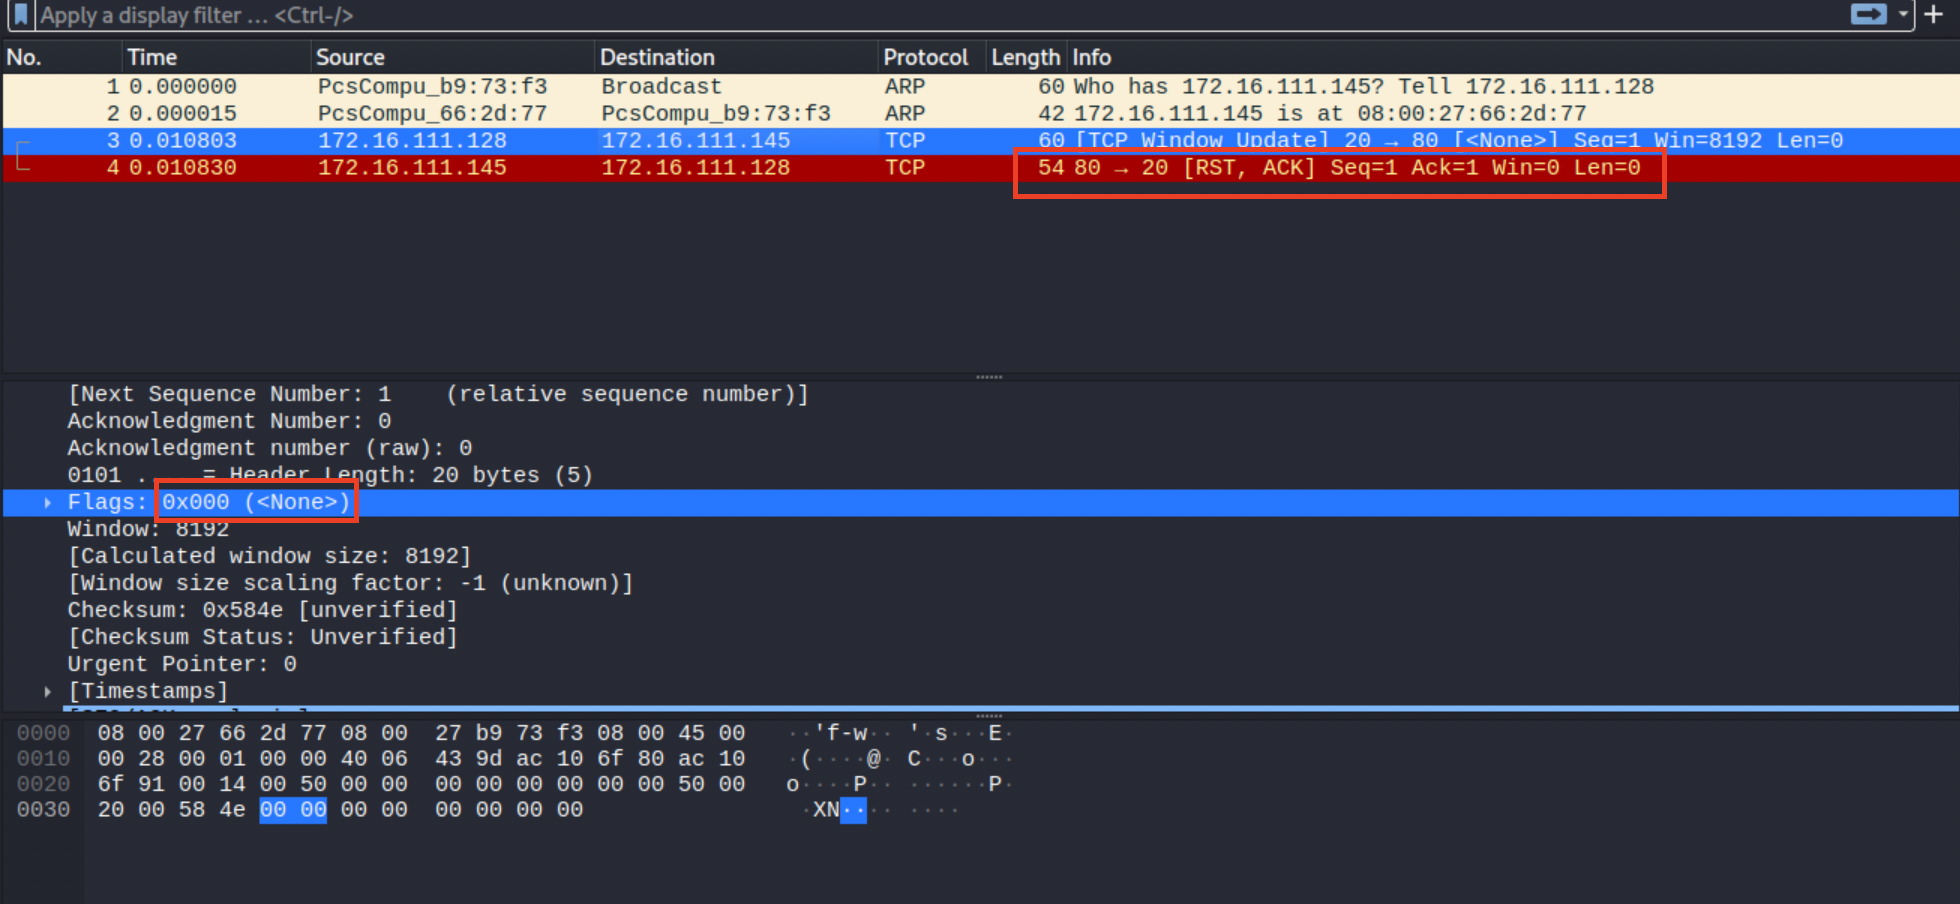 Apply a display filter … <Ctrl-/>
No. Time Source Destination Protocol Length Info
1 0.000000 PcsCompu_b9:73:f3 Broadcast ARP 60 Who has 172.16.111.145? Tell 172.16.111.128
2 0.000015 PcsCompu_66:2d:77 PcsCompu_b9:73:f3 ARP 42 172.16.111.145 is at 08:00:27:66:2d:77
3 0.010803 172.16.111.128 172.16.111.145 TCP 60 [TCP Window Update] 20 → 80 [<None>] Seq=1 Win=8192 Len=0
4 0.010830 172.16.111.145 172.16.111.128 TCP 54 80 → 20 [RST, ACK] Seq=1 Ack=1 Win=0 Len=0
[Next Sequence Number: 1    (relative sequence number)]
Acknowledgment Number: 0
Acknowledgment number (raw): 0
0101 .... = Header Length: 20 bytes (5)
Flags: 0x000 (<None>)
Window: 8192
[Calculated window size: 8192]
[Window size scaling factor: -1 (unknown)]
Checksum: 0x584e [unverified]
[Checksum Status: Unverified]
Urgent Pointer: 0
[Timestamps]
0000 08 00 27 66 2d 77 08 00 27 b9 73 f3 08 00 45 00 ··'f-w·· '·s···E·
0010 00 28 00 01 00 00 40 06 43 9d ac 10 6f 80 ac 10 ·(····@· C···o···
0020 6f 91 00 14 00 50 00 00 00 00 00 00 00 00 50 00 o····P·· ······P·
0030 20 00 58 4e 00 00 00 00 00 00 00 00 ·XN·· ·· ····